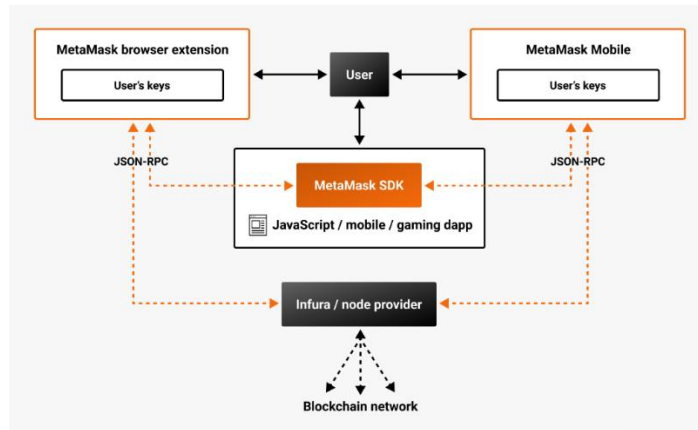 MetaMask browser extension
User's keys
User
MetaMask Mobile
User's keys
JSON-RPC
JSON-RPC
MetaMask SDK
JavaScript / mobile / gaming dapp
Infura / node provider
Blockchain network